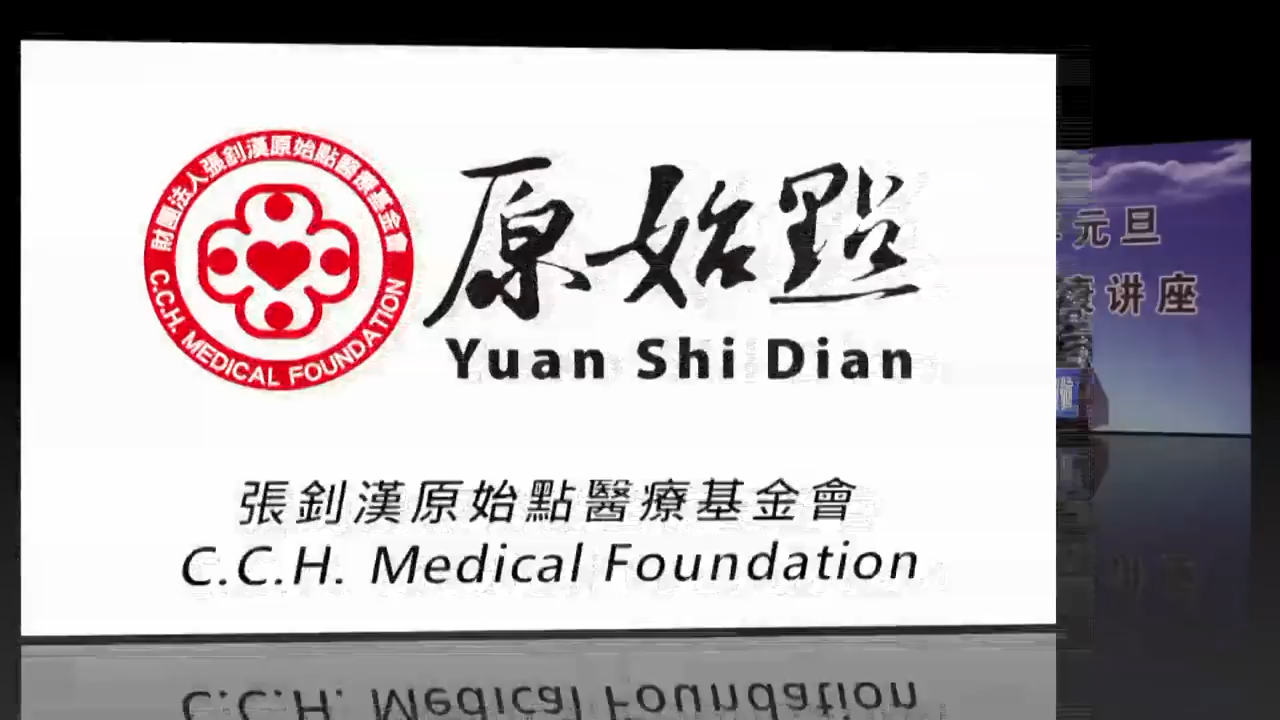 財團法人張釗漢原始點醫療基金會
C.C.H. MEDICAL FOUNDATION
原始點
Yuan Shi Dian
張釗漢原始點醫療基金會
C.C.H. Medical Foundation
元旦
讲座
C.C.H. Medical Foundation